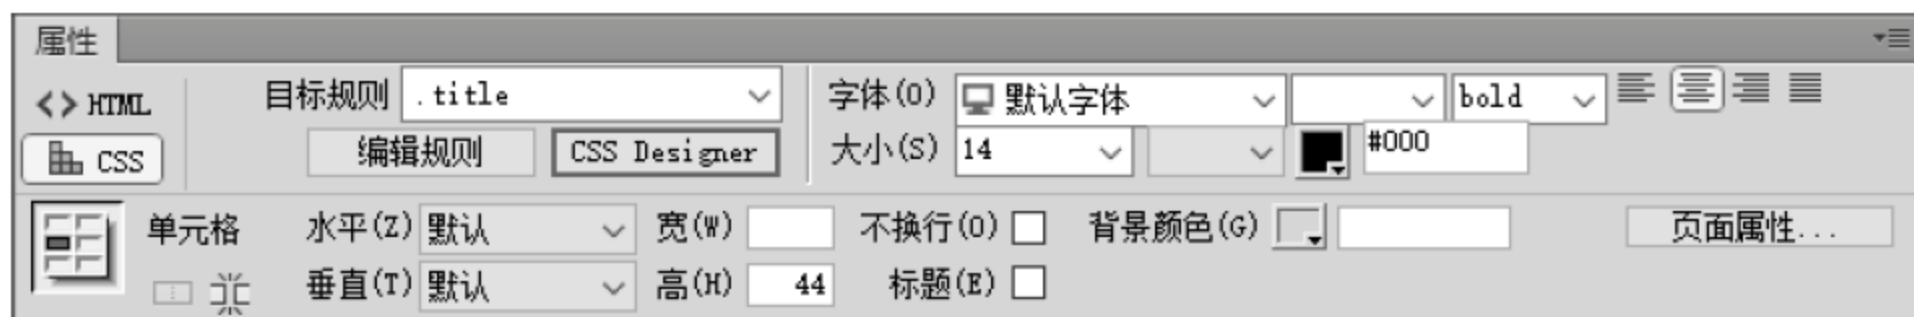 属性
<> HTML 目标规则 .title 字体(O) 默认字体 bold
CSS 编辑规则 CSS Designer 大小(S) 14 #000
单元格 水平(Z) 默认 宽(W) 不换行(O) 背景颜色(G) 页面属性...
垂直(T) 默认 高(H) 44 标题(E)